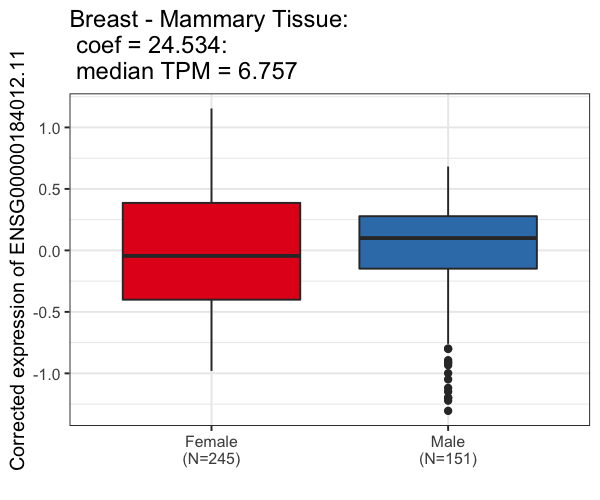 Breast - Mammary Tissue:
coef = 24.534:
median TPM = 6.757
Corrected expression of ENSG00000184012.11
1.0
0.5
0.0
-0.5
-1.0
Female
(N=245)
Male
(N=151)